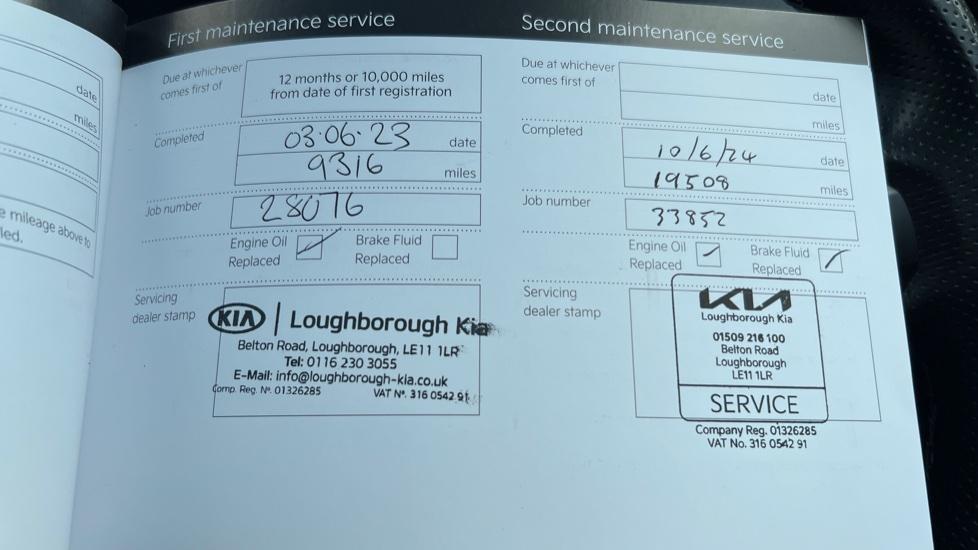 date
miles
e mileage above to
led.
First maintenance service
Due at whichever
comes first of
12 months or 10,000 miles
from date of first registration
Completed
03.06.23 date
9316 miles
Job number
28076
Engine Oil
Replaced
Brake Fluid
Replaced
Servicing
dealer stamp
KIA | Loughborough Kia
Belton Road, Loughborough, LE11 1LR
Tel: 0116 230 3055
E-Mail: info@loughborough-kia.co.uk
Comp. Reg. Nº. 01326285 VAT Nº. 316 0542 91
Second maintenance service
Due at whichever
comes first of
date
miles
Completed
10/6/24 date
19508 miles
Job number
33852
Engine Oil
Replaced
Brake Fluid
Replaced
Servicing
dealer stamp
KIA
Loughborough Kia
01509 216 100
Belton Road
Loughborough
LE11 1LR
SERVICE
Company Reg. 01326285
VAT No. 316 0542 91